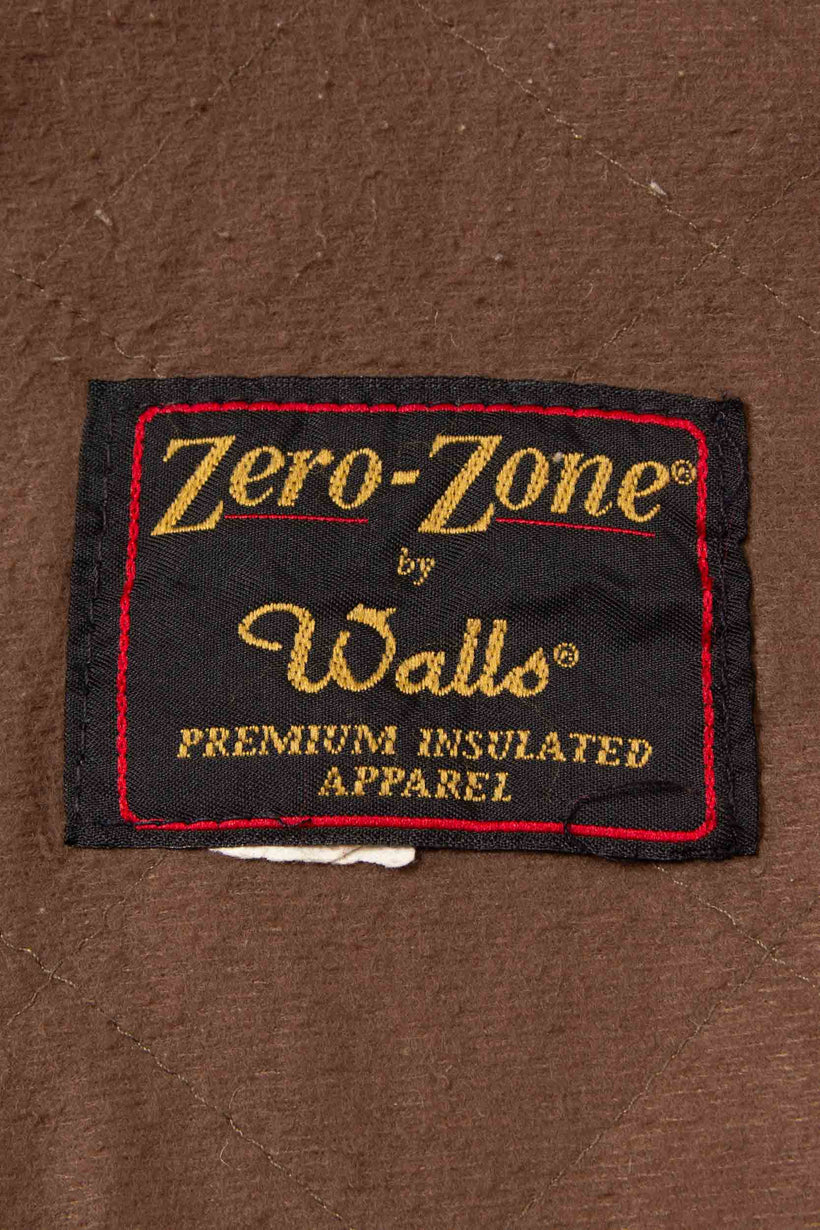 Zero-Zone®
by
Walls®
PREMIUM INSULATED
APPAREL